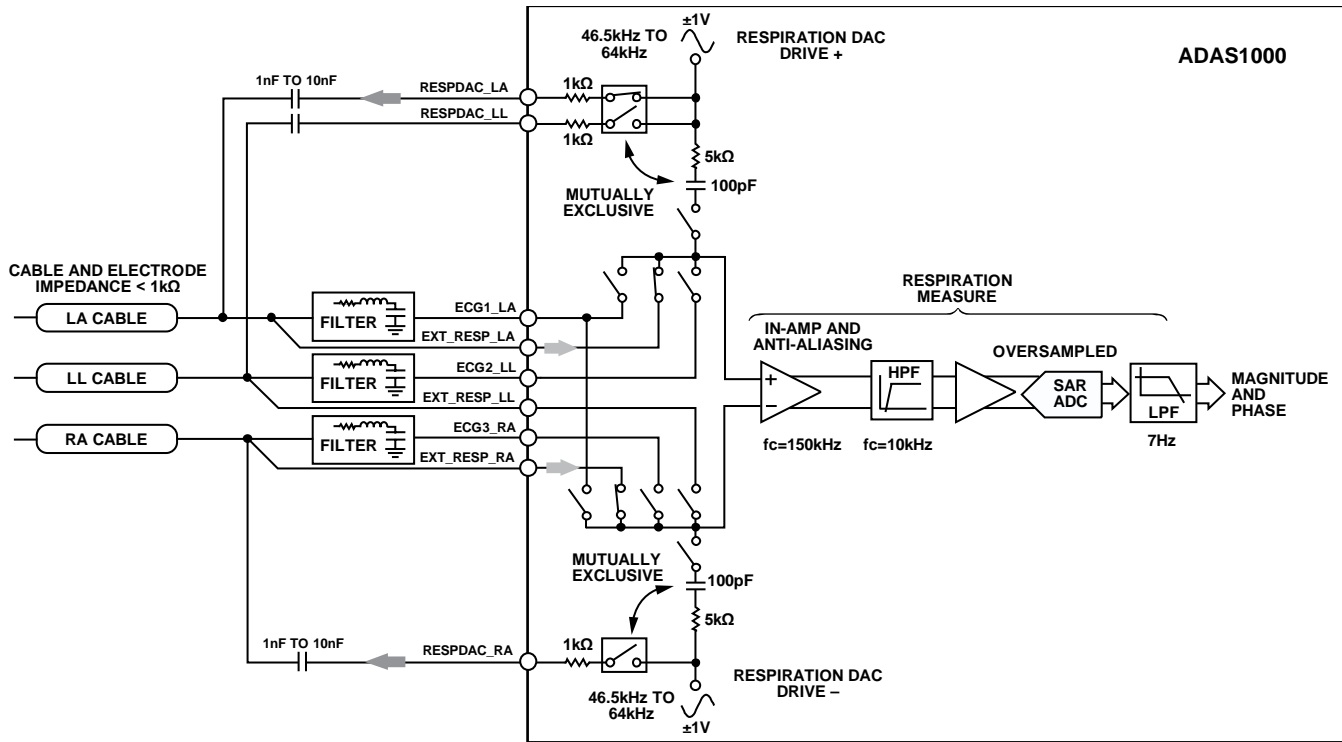 ±1V
46.5kHz TO
64kHz
RESPIRATION DAC
DRIVE +
ADAS1000
1nF TO 10nF
RESPDAC_LA
1kΩ
RESPDAC_LL
1kΩ
5kΩ
100pF
MUTUALLY
EXCLUSIVE
CABLE AND ELECTRODE
IMPEDANCE < 1kΩ
LA CABLE
FILTER
ECG1_LA
EXT_RESP_LA
LL CABLE
FILTER
ECG2_LL
EXT_RESP_LL
RA CABLE
FILTER
ECG3_RA
EXT_RESP_RA
RESPIRATION
MEASURE
IN-AMP AND
ANTI-ALIASING
+
–
fc=150kHz
HPF
fc=10kHz
OVERSAMPLED
SAR
ADC
LPF
7Hz
MAGNITUDE
AND
PHASE
MUTUALLY
EXCLUSIVE
100pF
5kΩ
1nF TO 10nF
RESPDAC_RA
1kΩ
46.5kHz TO
64kHz
±1V
RESPIRATION DAC
DRIVE –